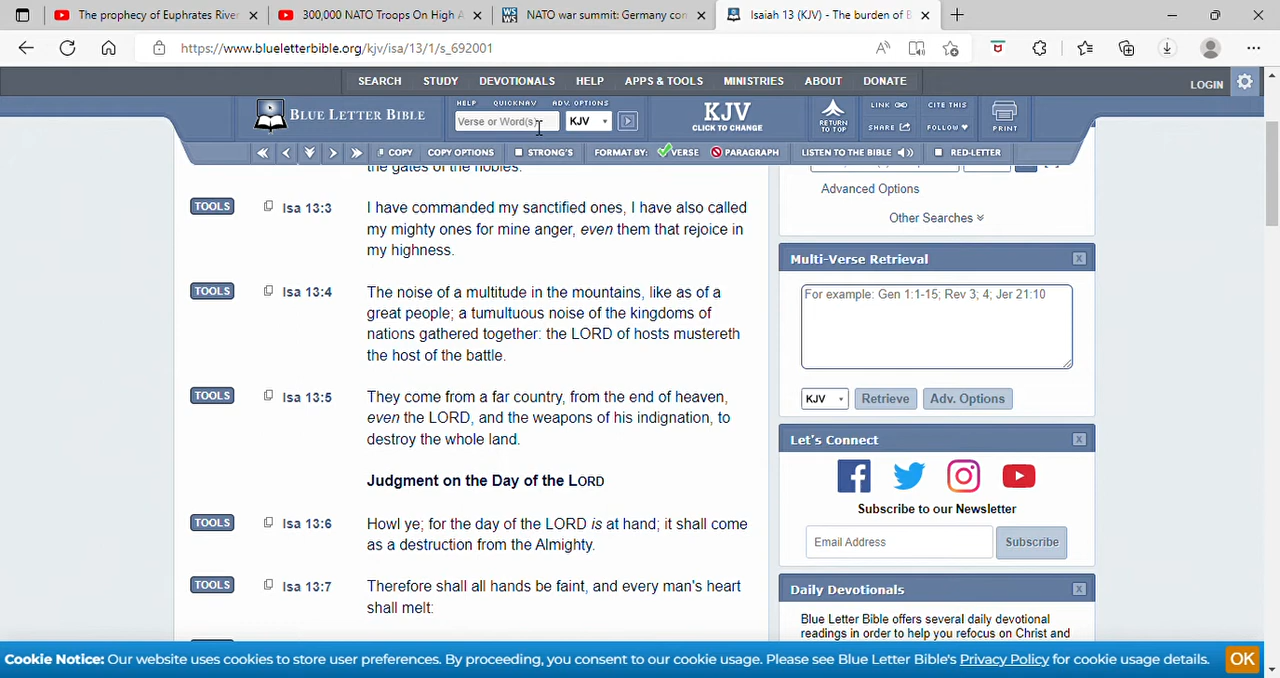 The prophecy of Euphrates River
300,000 NATO Troops On High A
NATO war summit: Germany con
Isaiah 13 (KJV) - The burden of B
https://www.blueletterbible.org/kjv/isa/13/1/s_692001
SEARCH STUDY DEVOTIONALS HELP APPS & TOOLS MINISTRIES ABOUT DONATE LOGIN
BLUE LETTER BIBLE
HELP QUICKNAV ADV. OPTIONS
Verse or Word(s) KJV
KJV
CLICK TO CHANGE
RETURN
TO TOP
LINK CITE THIS
SHARE FOLLOW
PRINT
COPY COPY OPTIONS STRONG'S FORMAT BY: VERSE PARAGRAPH LISTEN TO THE BIBLE RED-LETTER
the gates of the nobles.
TOOLS Isa 13:3 I have commanded my sanctified ones, I have also called
my mighty ones for mine anger, even them that rejoice in
my highness.
TOOLS Isa 13:4 The noise of a multitude in the mountains, like as of a
great people; a tumultuous noise of the kingdoms of
nations gathered together: the LORD of hosts mustereth
the host of the battle.
TOOLS Isa 13:5 They come from a far country, from the end of heaven,
even the LORD, and the weapons of his indignation, to
destroy the whole land.
Judgment on the Day of the LORD
TOOLS Isa 13:6 Howl ye; for the day of the LORD is at hand; it shall come
as a destruction from the Almighty.
TOOLS Isa 13:7 Therefore shall all hands be faint, and every man's heart
shall melt:
Advanced Options
Other Searches
Multi-Verse Retrieval
For example: Gen 1:1-15; Rev 3; 4; Jer 21:10
KJV Retrieve Adv. Options
Let's Connect
Subscribe to our Newsletter
Email Address Subscribe
Daily Devotionals
Blue Letter Bible offers several daily devotional
readings in order to help you refocus on Christ and
Cookie Notice: Our website uses cookies to store user preferences. By proceeding, you consent to our cookie usage. Please see Blue Letter Bible's Privacy Policy for cookie usage details. OK